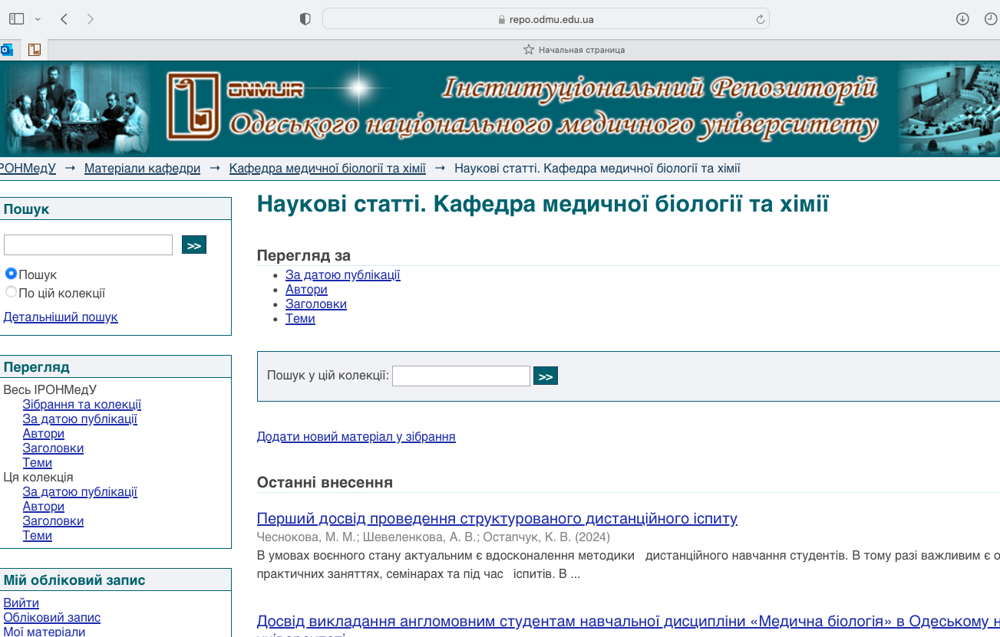 repo.odmu.edu.ua
Начальная страница
ONMUIR
Інституціональний Репозиторій
Одеського національного медичного університету
РОНМедУ → Матеріали кафедри → Кафедра медичної біології та хімії → Наукові статті. Кафедра медичної біології та хімії
Пошук
>>
Пошук
По цій колекції
Детальніший пошук
Перегляд
Весь ІРОНМедУ
Зібрання та колекції
За датою публікації
Автори
Заголовки
Теми
Ця колекція
За датою публікації
Автори
Заголовки
Теми
Мій обліковий запис
Вийти
Обліковий запис
Мої матеріали
Наукові статті. Кафедра медичної біології та хімії
Перегляд за
За датою публікації
Автори
Заголовки
Теми
Пошук у цій колекції: >>
Додати новий матеріал у зібрання
Останні внесення
Перший досвід проведення структурованого дистанційного іспиту
Чеснокова, М. М.; Шевеленкова, А. В.; Остапчук, К. В. (2024)
В умовах воєнного стану актуальним є вдосконалення методики дистанційного навчання студентів. В тому разі важливим є о
практичних заняттях, семінарах та під час іспитів. В ...
Досвід викладання англомовним студентам навчальної дисципліни «Медична біологія» в Одеському н